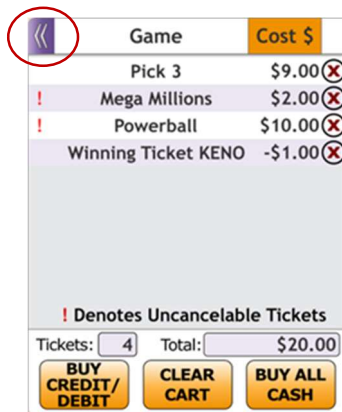 « Game Cost $
Pick 3 $9.00 X
! Mega Millions $2.00 X
! Powerball $10.00 X
Winning Ticket KENO -$1.00 X
! Denotes Uncancelable Tickets
Tickets: 4 Total: $20.00
BUY CREDIT/ DEBIT
CLEAR CART
BUY ALL CASH